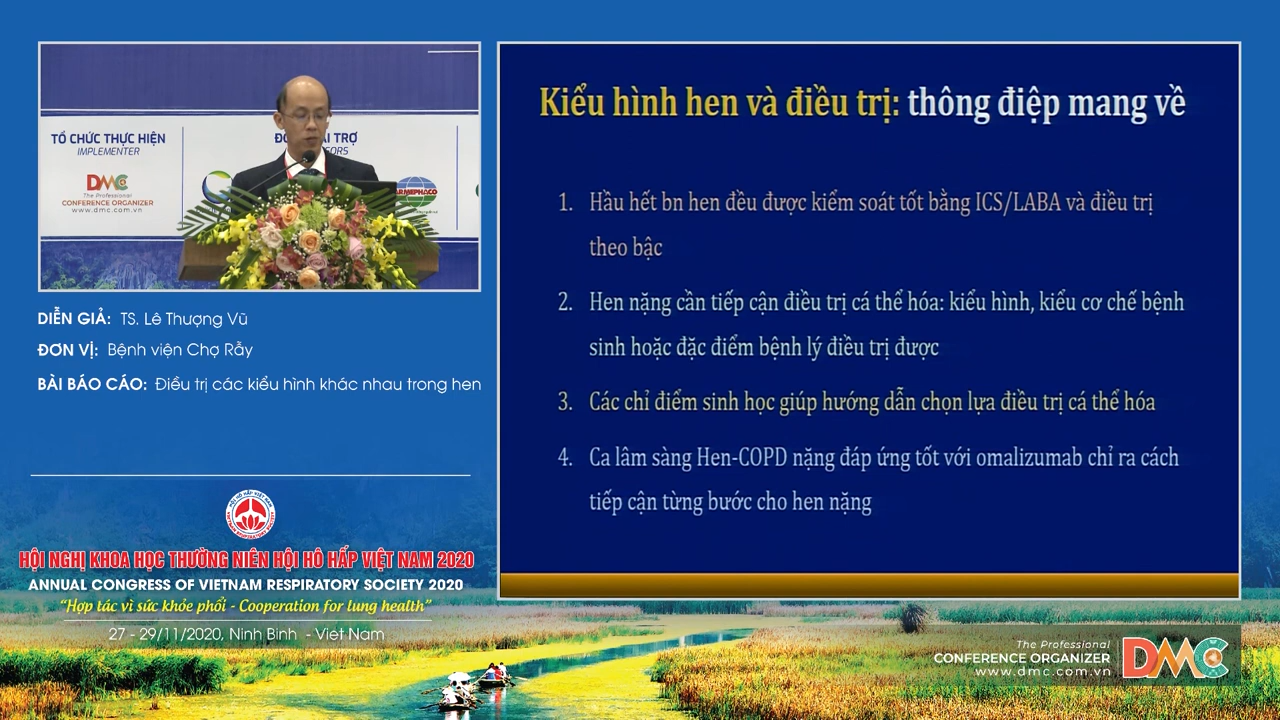 TỔ CHỨC THỰC HIỆN
IMPLEMENTER
DMC
The Professional
CONFERENCE ORGANIZER
www.dmc.com.vn
DIỄN GIẢ: TS. Lê Thượng Vũ
ĐƠN VỊ: Bệnh viện Chợ Rẫy
BÀI BÁO CÁO: Điều trị các kiểu hình khác nhau trong hen
HỘI NGHỊ KHOA HỌC THƯỜNG NIÊN HỘI HÔ HẤP VIỆT NAM 2020
ANNUAL CONGRESS OF VIETNAM RESPIRATORY SOCIETY 2020
“Hợp tác vì sức khỏe phổi - Cooperation for lung health”
27 - 29/11/2020, Ninh Bình - Viet Nam
Kiểu hình hen và điều trị: thông điệp mang về
1. Hầu hết bn hen đều được kiểm soát tốt bằng ICS/LABA và điều trị
theo bậc
2. Hen nặng cần tiếp cận điều trị cá thể hóa: kiểu hình, kiểu cơ chế bệnh
sinh hoặc đặc điểm bệnh lý điều trị được
3. Các chỉ điểm sinh học giúp hướng dẫn chọn lựa điều trị cá thể hóa
4. Ca lâm sàng Hen-COPD nặng đáp ứng tốt với omalizumab chỉ ra cách
tiếp cận từng bước cho hen nặng
The Professional
CONFERENCE ORGANIZER
www.dmc.com.vn
DMC